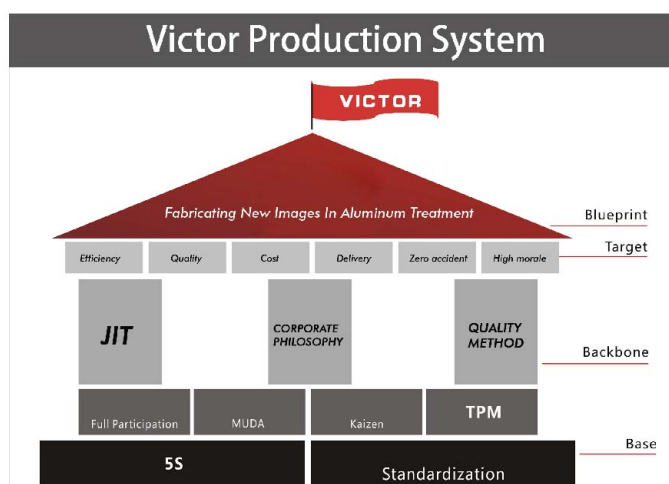 Victor Production System
VICTOR
Fabricating New Images In Aluminum Treatment
Blueprint
Target
Efficiency
Quality
Cost
Delivery
Zero accident
High morale
JIT
CORPORATE
PHILOSOPHY
QUALITY
METHOD
Backbone
Full Participation
MUDA
Kaizen
TPM
Base
5S
Standardization